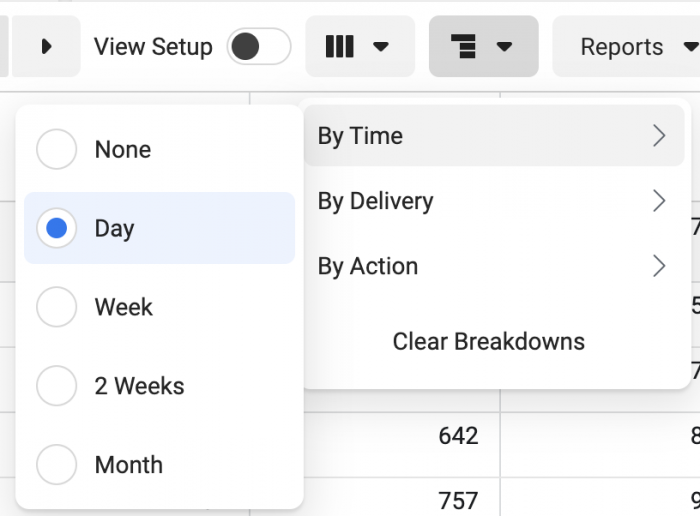 View Setup
Reports
None
Day
Week
2 Weeks
Month
By Time
By Delivery
By Action
Clear Breakdowns
7
5
7
642
8
757
9